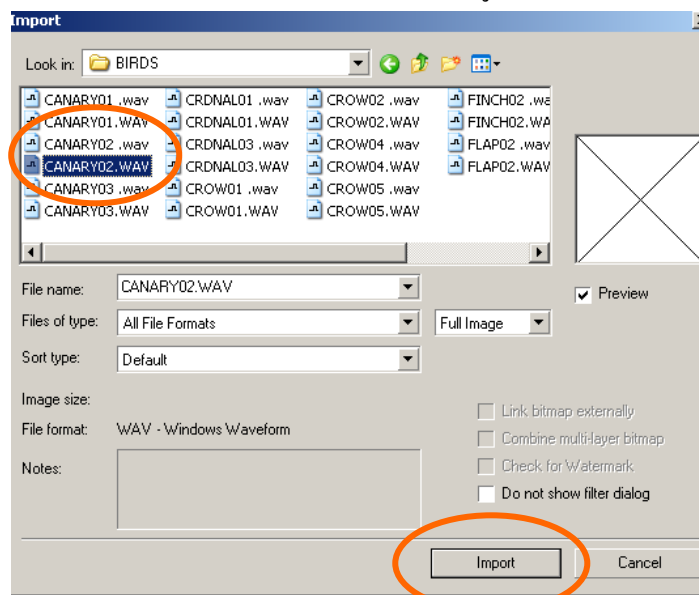 Import
Look in: BIRDS
CANARY01 .wav CRDNAL01 .wav CROW02 .wav FINCH02 .wa
CANARY01.WAV CRDNAL01.WAV CROW02.WAV FINCH02.WA
CANARY02 .wav CRDNAL03 .wav CROW04 .wav FLAP02 .wav
CANARY02.WAV CRDNAL03.WAV CROW04.WAV FLAP02.WAV
CANARY03 .wav CROW01 .wav CROW05 .wav
CANARY03.WAV CROW01.WAV CROW05.WAV
File name: CANARY02.WAV
Preview
Files of type: All File Formats Full Image
Sort type: Default
Image size:
Link bitmap externally
File format: WAV - Windows Waveform
Combine multi-layer bitmap
Notes:
Check for Watermark
Do not show filter dialog
Import Cancel